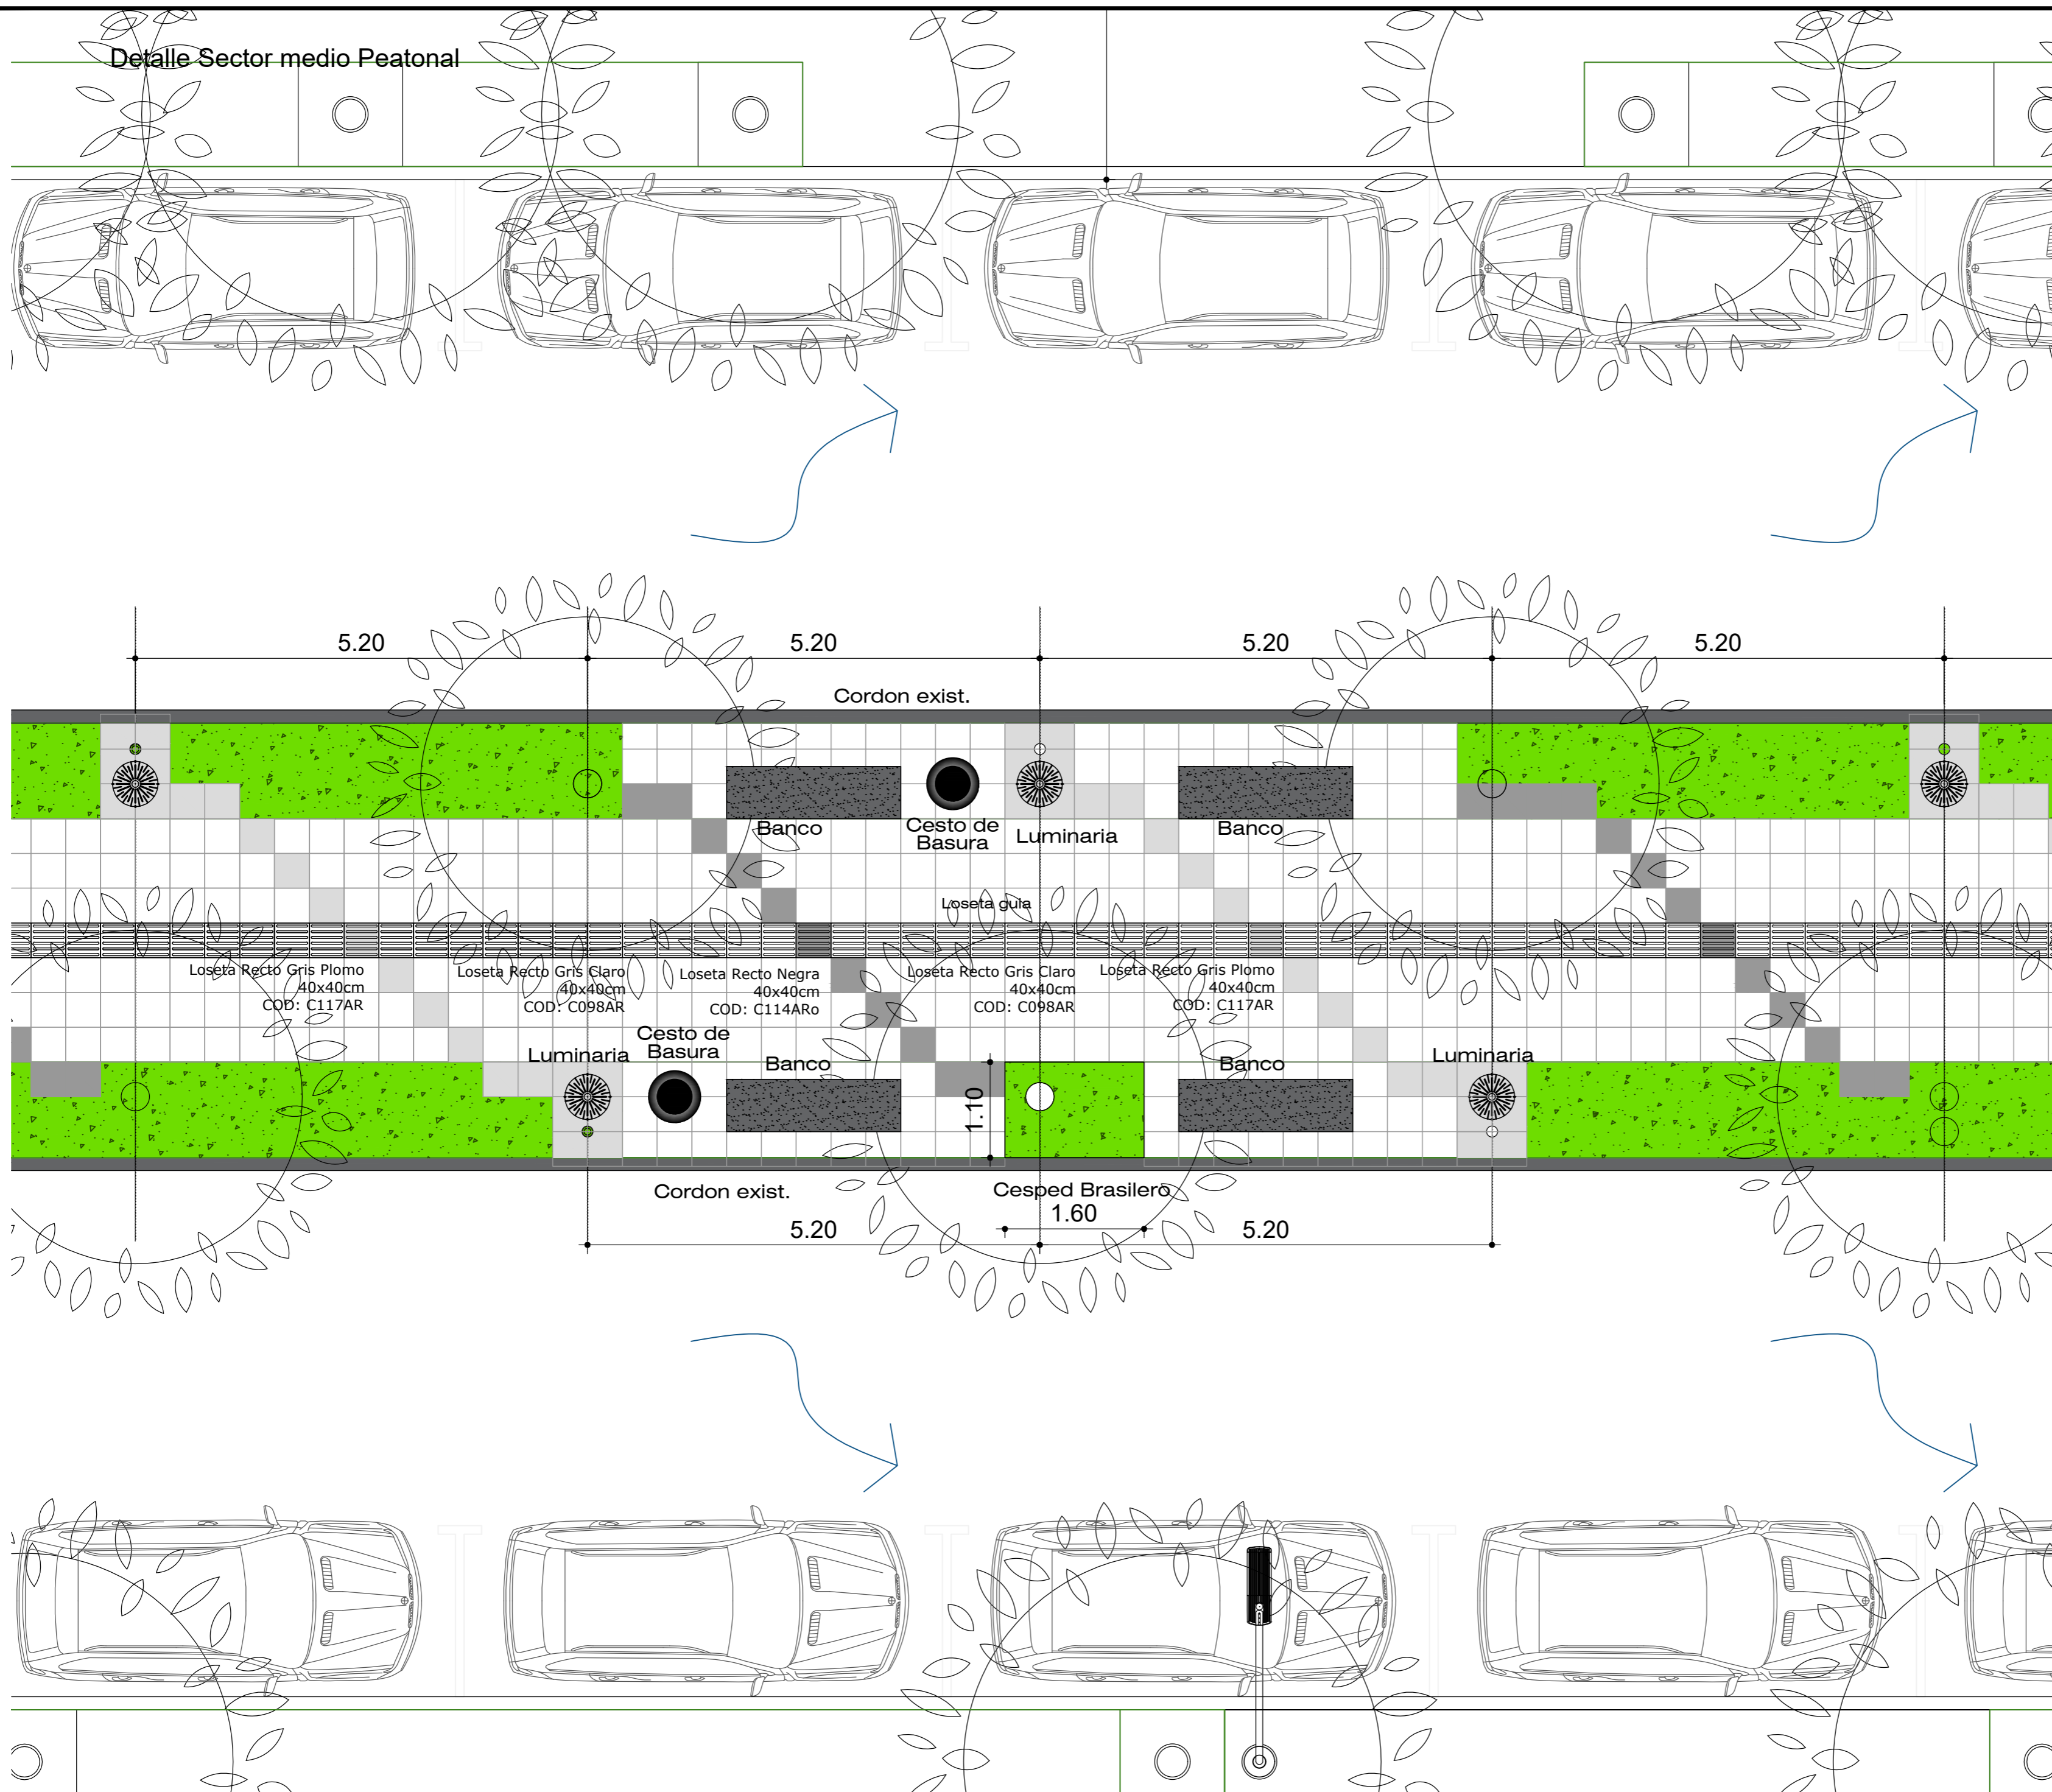 Detalle Sector medio Peatonal
5.20
5.20
5.20
5.20
Cordon exist.
Banco
Cesto de
Basura
Luminaria
Banco
Loseta guia
Loseta Recto Gris Plomo
40x40cm
COD: C117AR
Loseta Recto Gris Claro
40x40cm
COD: C098AR
Loseta Recto Negra
40x40cm
COD: C114ARo
Loseta Recto Gris Claro
40x40cm
COD: C098AR
Loseta Recto Gris Plomo
40x40cm
COD: C117AR
Luminaria
Cesto de
Basura
Banco
1.10
Banco
Luminaria
Cordon exist.
Cesped Brasilero
1.60
5.20
5.20